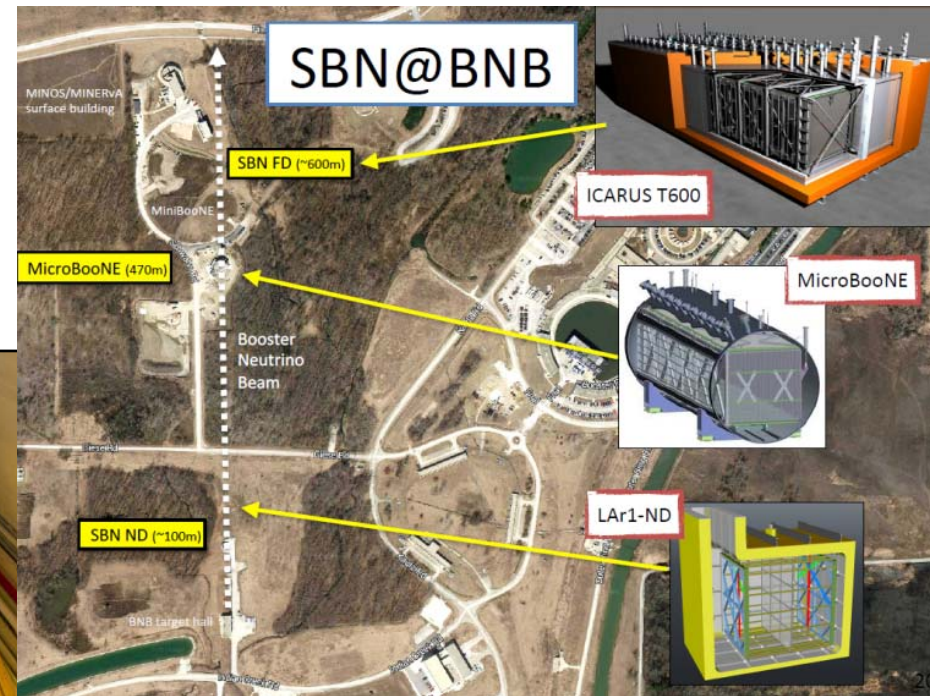 SBN@BNB
MINOS/MINERvA
surface building
SBN FD (~600m)
ICARUS T600
MiniBooNE
MicroBooNE (470m)
MicroBooNE
Booster
Neutrino
Beam
LAr1-ND
SBN ND (~100m)
BNB target hall